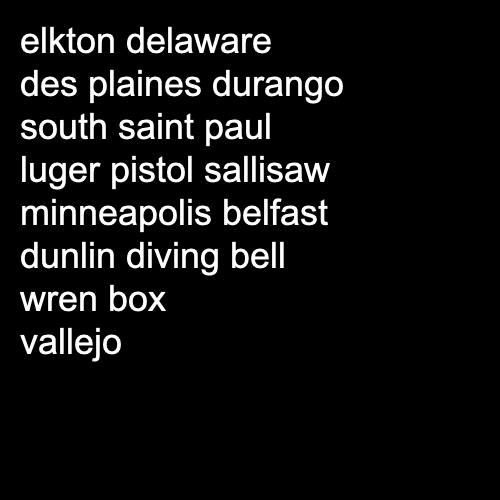 elkton delaware
des plaines durango
south saint paul
luger pistol sallisaw
minneapolis belfast
dunlin diving bell
wren box
vallejo